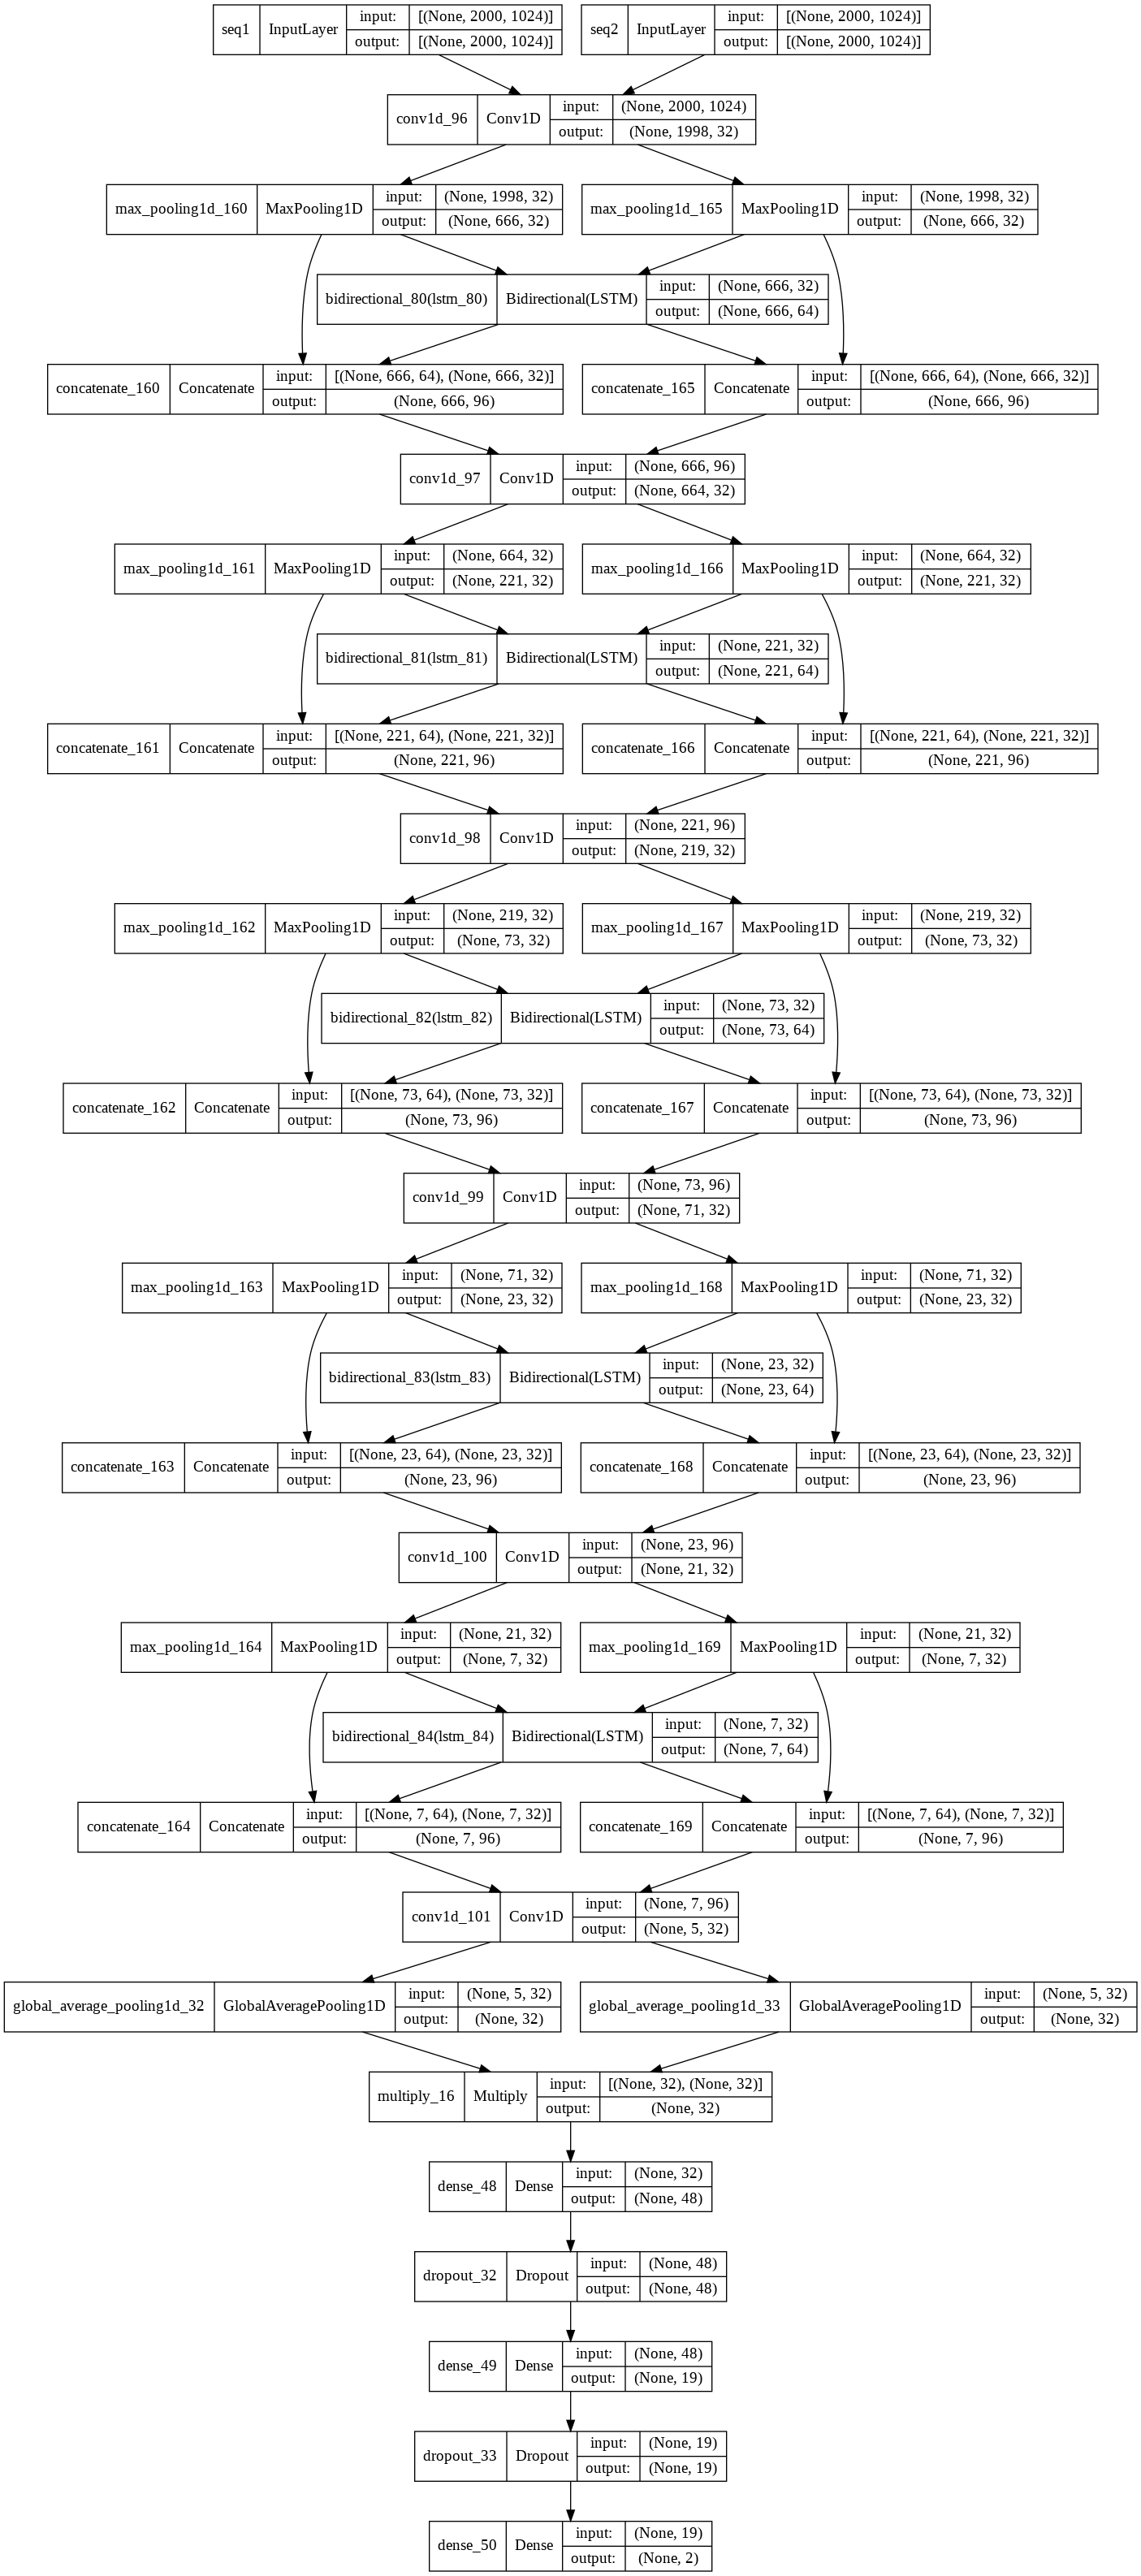 seq1 InputLayer input: [(None, 2000, 1024)]
output: [(None, 2000, 1024)]
seq2 InputLayer input: [(None, 2000, 1024)]
output: [(None, 2000, 1024)]
conv1d_96 Conv1D input: (None, 2000, 1024)
output: (None, 1998, 32)
max_pooling1d_160 MaxPooling1D input: (None, 1998, 32)
output: (None, 666, 32)
max_pooling1d_165 MaxPooling1D input: (None, 1998, 32)
output: (None, 666, 32)
bidirectional_80(lstm_80) Bidirectional(LSTM) input: (None, 666, 32)
output: (None, 666, 64)
concatenate_160 Concatenate input: [(None, 666, 64), (None, 666, 32)]
output: (None, 666, 96)
concatenate_165 Concatenate input: [(None, 666, 64), (None, 666, 32)]
output: (None, 666, 96)
conv1d_97 Conv1D input: (None, 666, 96)
output: (None, 664, 32)
max_pooling1d_161 MaxPooling1D input: (None, 664, 32)
output: (None, 221, 32)
max_pooling1d_166 MaxPooling1D input: (None, 664, 32)
output: (None, 221, 32)
bidirectional_81(lstm_81) Bidirectional(LSTM) input: (None, 221, 32)
output: (None, 221, 64)
concatenate_161 Concatenate input: [(None, 221, 64), (None, 221, 32)]
output: (None, 221, 96)
concatenate_166 Concatenate input: [(None, 221, 64), (None, 221, 32)]
output: (None, 221, 96)
conv1d_98 Conv1D input: (None, 221, 96)
output: (None, 219, 32)
max_pooling1d_162 MaxPooling1D input: (None, 219, 32)
output: (None, 73, 32)
max_pooling1d_167 MaxPooling1D input: (None, 219, 32)
output: (None, 73, 32)
bidirectional_82(lstm_82) Bidirectional(LSTM) input: (None, 73, 32)
output: (None, 73, 64)
concatenate_162 Concatenate input: [(None, 73, 64), (None, 73, 32)]
output: (None, 73, 96)
concatenate_167 Concatenate input: [(None, 73, 64), (None, 73, 32)]
output: (None, 73, 96)
conv1d_99 Conv1D input: (None, 73, 96)
output: (None, 71, 32)
max_pooling1d_163 MaxPooling1D input: (None, 71, 32)
output: (None, 23, 32)
max_pooling1d_168 MaxPooling1D input: (None, 71, 32)
output: (None, 23, 32)
bidirectional_83(lstm_83) Bidirectional(LSTM) input: (None, 23, 32)
output: (None, 23, 64)
concatenate_163 Concatenate input: [(None, 23, 64), (None, 23, 32)]
output: (None, 23, 96)
concatenate_168 Concatenate input: [(None, 23, 64), (None, 23, 32)]
output: (None, 23, 96)
conv1d_100 Conv1D input: (None, 23, 96)
output: (None, 21, 32)
max_pooling1d_164 MaxPooling1D input: (None, 21, 32)
output: (None, 7, 32)
max_pooling1d_169 MaxPooling1D input: (None, 21, 32)
output: (None, 7, 32)
bidirectional_84(lstm_84) Bidirectional(LSTM) input: (None, 7, 32)
output: (None, 7, 64)
concatenate_164 Concatenate input: [(None, 7, 64), (None, 7, 32)]
output: (None, 7, 96)
concatenate_169 Concatenate input: [(None, 7, 64), (None, 7, 32)]
output: (None, 7, 96)
conv1d_101 Conv1D input: (None, 7, 96)
output: (None, 5, 32)
global_average_pooling1d_32 GlobalAveragePooling1D input: (None, 5, 32)
output: (None, 32)
global_average_pooling1d_33 GlobalAveragePooling1D input: (None, 5, 32)
output: (None, 32)
multiply_16 Multiply input: [(None, 32), (None, 32)]
output: (None, 32)
dense_48 Dense input: (None, 32)
output: (None, 48)
dropout_32 Dropout input: (None, 48)
output: (None, 48)
dense_49 Dense input: (None, 48)
output: (None, 19)
dropout_33 Dropout input: (None, 19)
output: (None, 19)
dense_50 Dense input: (None, 19)
output: (None, 2)